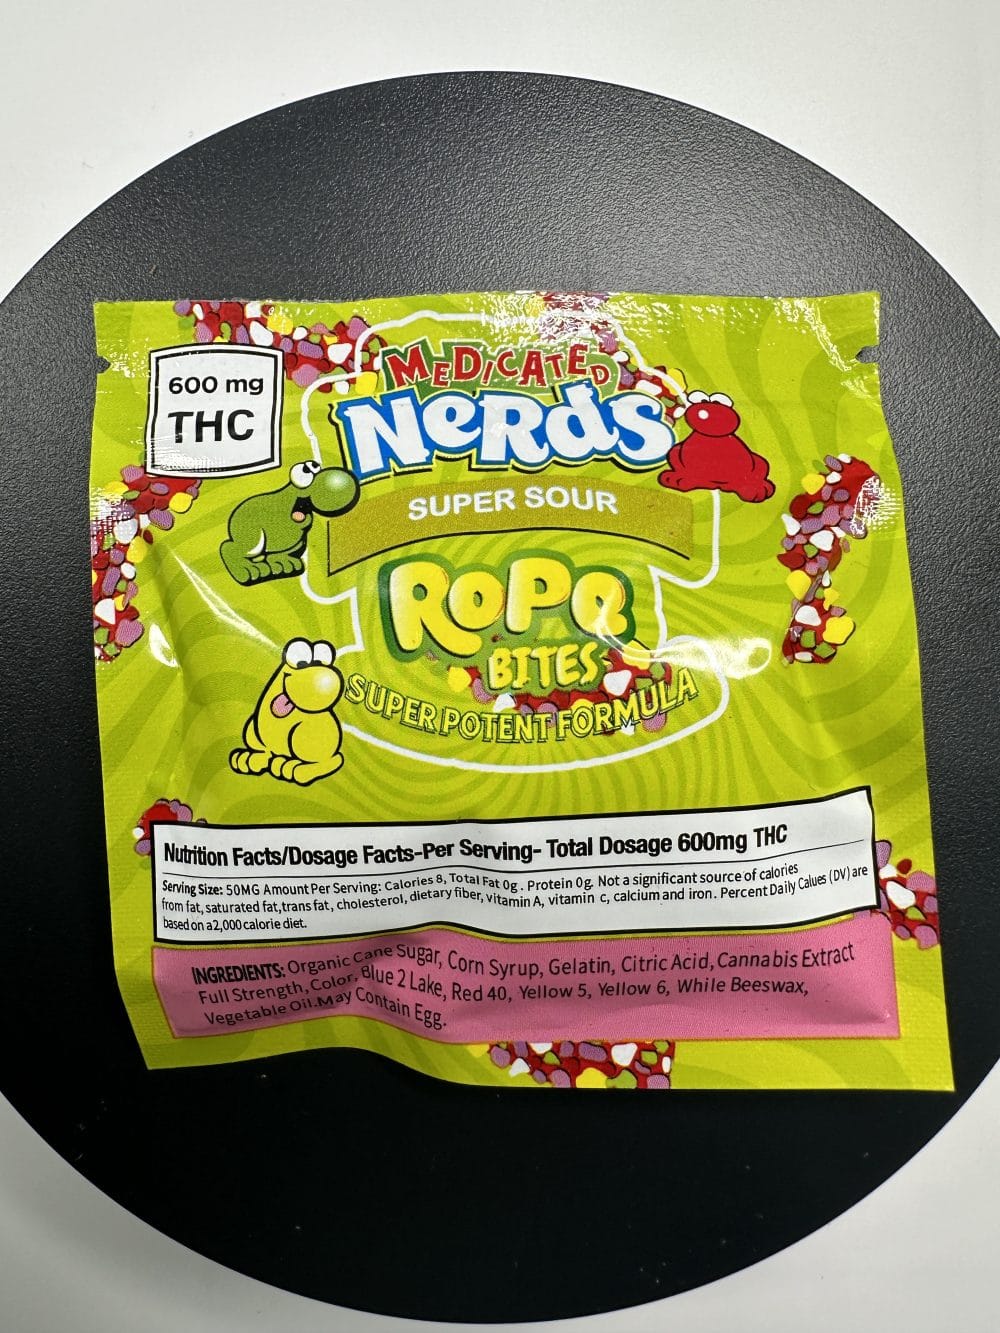 600 mg
THC
MEDICATED
NeRdS
SUPER SOUR
RoPe
BITES
SUPER POTENT FORMULA
Nutrition Facts/Dosage Facts-Per Serving- Total Dosage 600mg THC
Serving Size: 50MG Amount Per Serving: Calories 8, Total Fat 0g. Protein 0g. Not a significant source of calories
from fat, saturated fat, trans fat, cholesterol, dietary fiber, vitamin A, vitamin c, calcium and iron. Percent Daily Calues (DV) are
based on a 2,000 calorie diet.
INGREDIENTS: Organic Cane Sugar, Corn Syrup, Gelatin, Citric Acid, Cannabis Extract
Full Strength, Color, Blue 2 Lake, Red 40, Yellow 5, Yellow 6, While Beeswax,
Vegetable Oil.May Contain Egg.